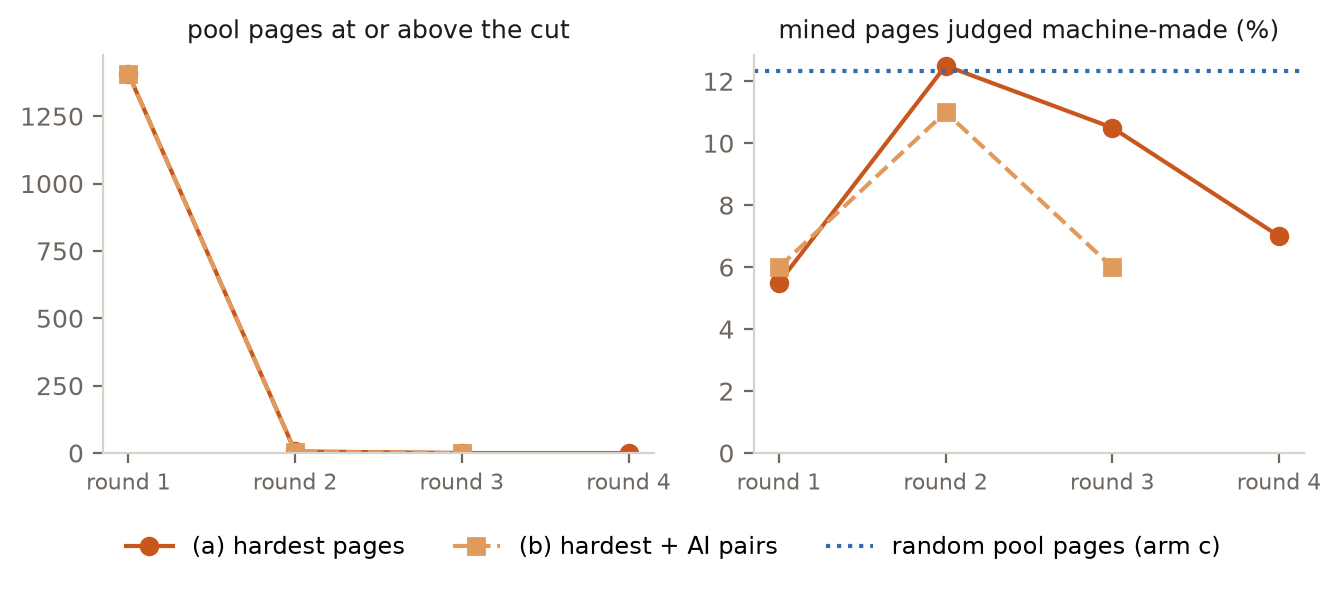 pool pages at or above the cut
1250
1000
750
500
250
0
round 1 round 2 round 3 round 4
mined pages judged machine-made (%)
12
10
8
6
4
2
0
round 1 round 2 round 3 round 4
(a) hardest pages (b) hardest + AI pairs random pool pages (arm c)